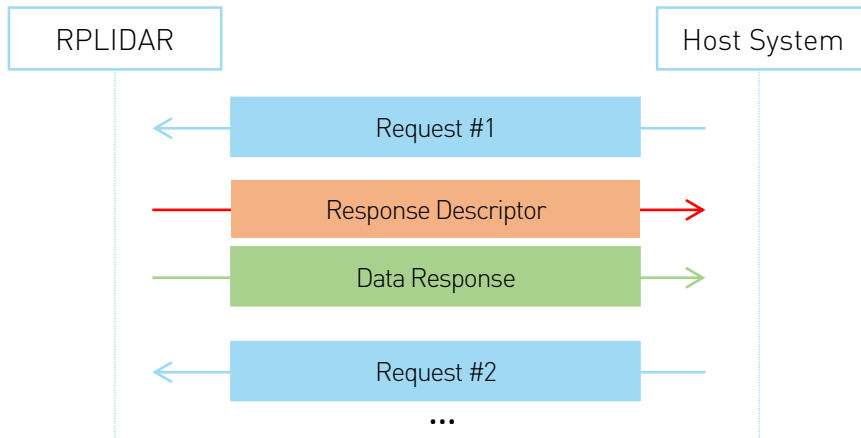 RPLIDAR
Host System
Request #1
Response Descriptor
Data Response
Request #2
...